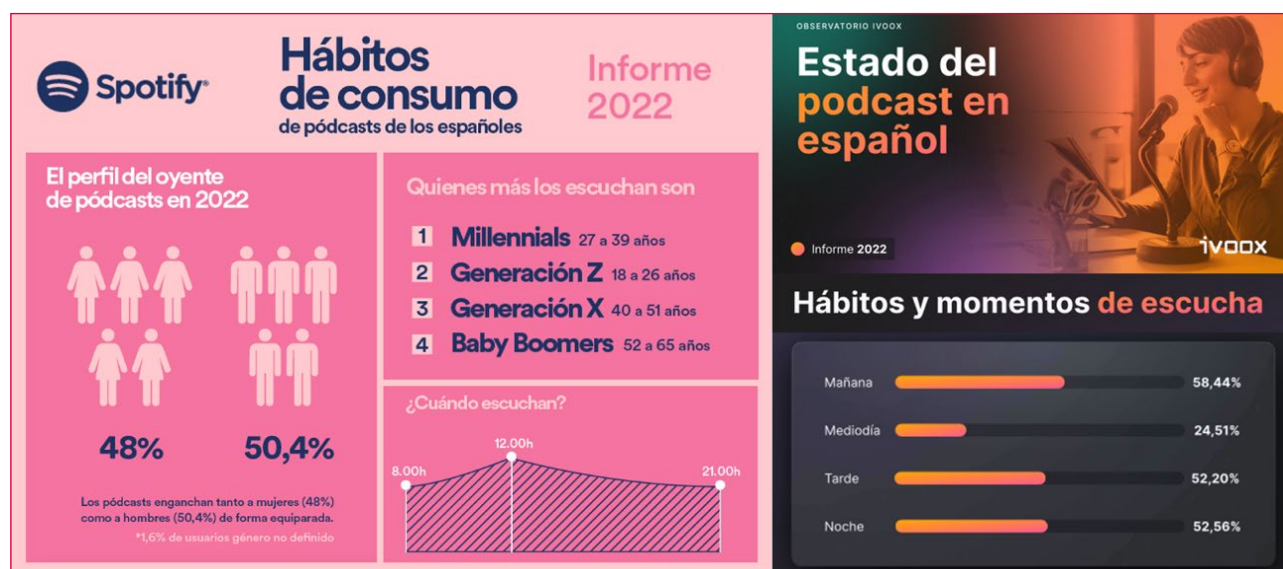 Spotify®
Hábitos
de consumo
de pódcasts de los españoles
Informe
2022
El perfil del oyente
de pódcasts en 2022
48%
50,4%
Los pódcasts enganchan tanto a mujeres (48%)
como a hombres (50,4%) de forma equiparada.
*1,6% de usuarios género no definido
Quienes más los escuchan son
1 Millennials 27 a 39 años
2 Generación Z 18 a 26 años
3 Generación X 40 a 51 años
4 Baby Boomers 52 a 65 años
¿Cuándo escuchan?
8.00h
12.00h
21.00h
OBSERVATORIO IVOOX
Estado del
podcast en
español
Informe 2022
ivoox
Hábitos y momentos de escucha
Mañana 58,44%
Mediodía 24,51%
Tarde 52,20%
Noche 52,56%